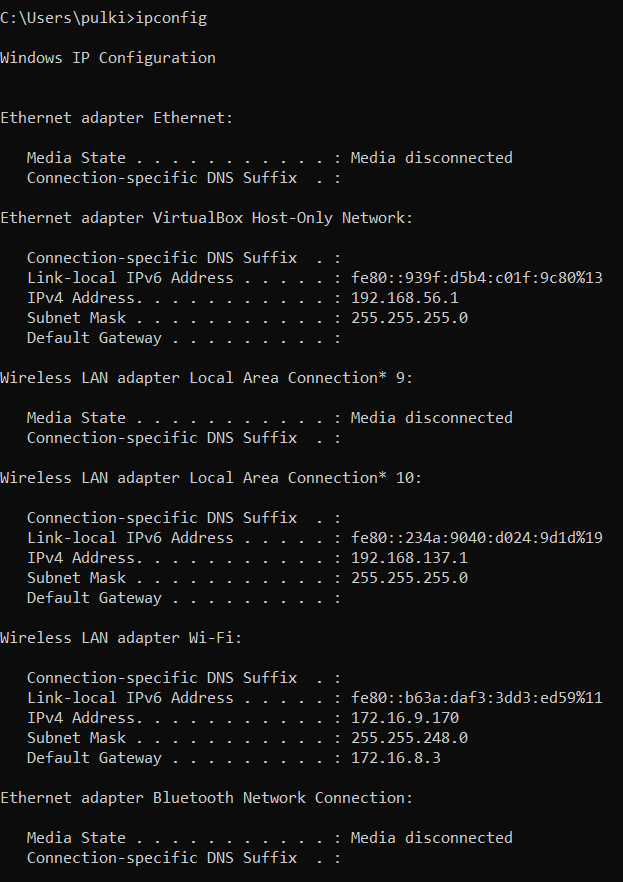 C:\Users\pulki>ipconfig
Windows IP Configuration
Ethernet adapter Ethernet:
Media State . . . . . . . . . . . : Media disconnected
Connection-specific DNS Suffix  . :
Ethernet adapter VirtualBox Host-Only Network:
Connection-specific DNS Suffix  . :
Link-local IPv6 Address . . . . . : fe80::939f:d5b4:c01f:9c80%13
IPv4 Address. . . . . . . . . . . : 192.168.56.1
Subnet Mask . . . . . . . . . . . : 255.255.255.0
Default Gateway . . . . . . . . . :
Wireless LAN adapter Local Area Connection* 9:
Media State . . . . . . . . . . . : Media disconnected
Connection-specific DNS Suffix  . :
Wireless LAN adapter Local Area Connection* 10:
Connection-specific DNS Suffix  . :
Link-local IPv6 Address . . . . . : fe80::234a:9040:d024:9d1d%19
IPv4 Address. . . . . . . . . . . : 192.168.137.1
Subnet Mask . . . . . . . . . . . : 255.255.255.0
Default Gateway . . . . . . . . . :
Wireless LAN adapter Wi-Fi:
Connection-specific DNS Suffix  . :
Link-local IPv6 Address . . . . . : fe80::b63a:daf3:3dd3:ed59%11
IPv4 Address. . . . . . . . . . . : 172.16.9.170
Subnet Mask . . . . . . . . . . . : 255.255.248.0
Default Gateway . . . . . . . . . : 172.16.8.3
Ethernet adapter Bluetooth Network Connection:
Media State . . . . . . . . . . . : Media disconnected
Connection-specific DNS Suffix  . :